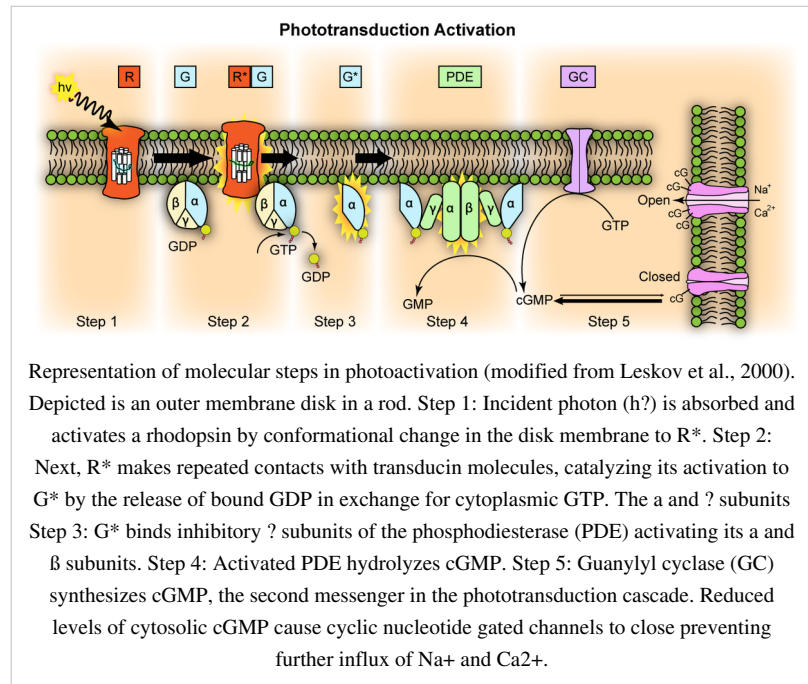 Phototransduction Activation
hν
R
G
R* G
G*
PDE
GC
β α
γ
GDP
β α
γ
GTP
GDP
α
α γ α β γ α
GMP
cGMP
GTP
cG
cG
Open
cG
cG
Na⁺
Ca²⁺
Closed
cG
Step 1
Step 2
Step 3
Step 4
Step 5
Representation of molecular steps in photoactivation (modified from Leskov et al., 2000).
Depicted is an outer membrane disk in a rod. Step 1: Incident photon (h?) is absorbed and
activates a rhodopsin by conformational change in the disk membrane to R*. Step 2:
Next, R* makes repeated contacts with transducin molecules, catalyzing its activation to
G* by the release of bound GDP in exchange for cytoplasmic GTP. The a and ? subunits
Step 3: G* binds inhibitory ? subunits of the phosphodiesterase (PDE) activating its a and
ß subunits. Step 4: Activated PDE hydrolyzes cGMP. Step 5: Guanylyl cyclase (GC)
synthesizes cGMP, the second messenger in the phototransduction cascade. Reduced
levels of cytosolic cGMP cause cyclic nucleotide gated channels to close preventing
further influx of Na+ and Ca2+.